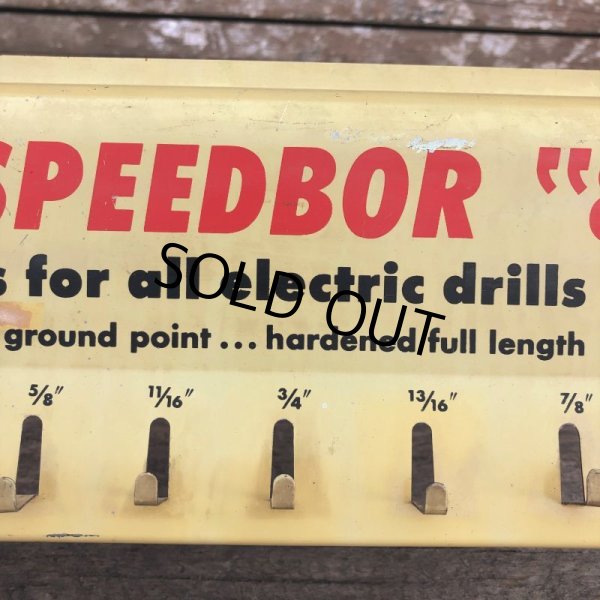 SPEEDBOR "8
s for all electric drills
ground point... hardened full length
5/8" 11/16" 3/4" 13/16" 7/8"
SOLD OUT